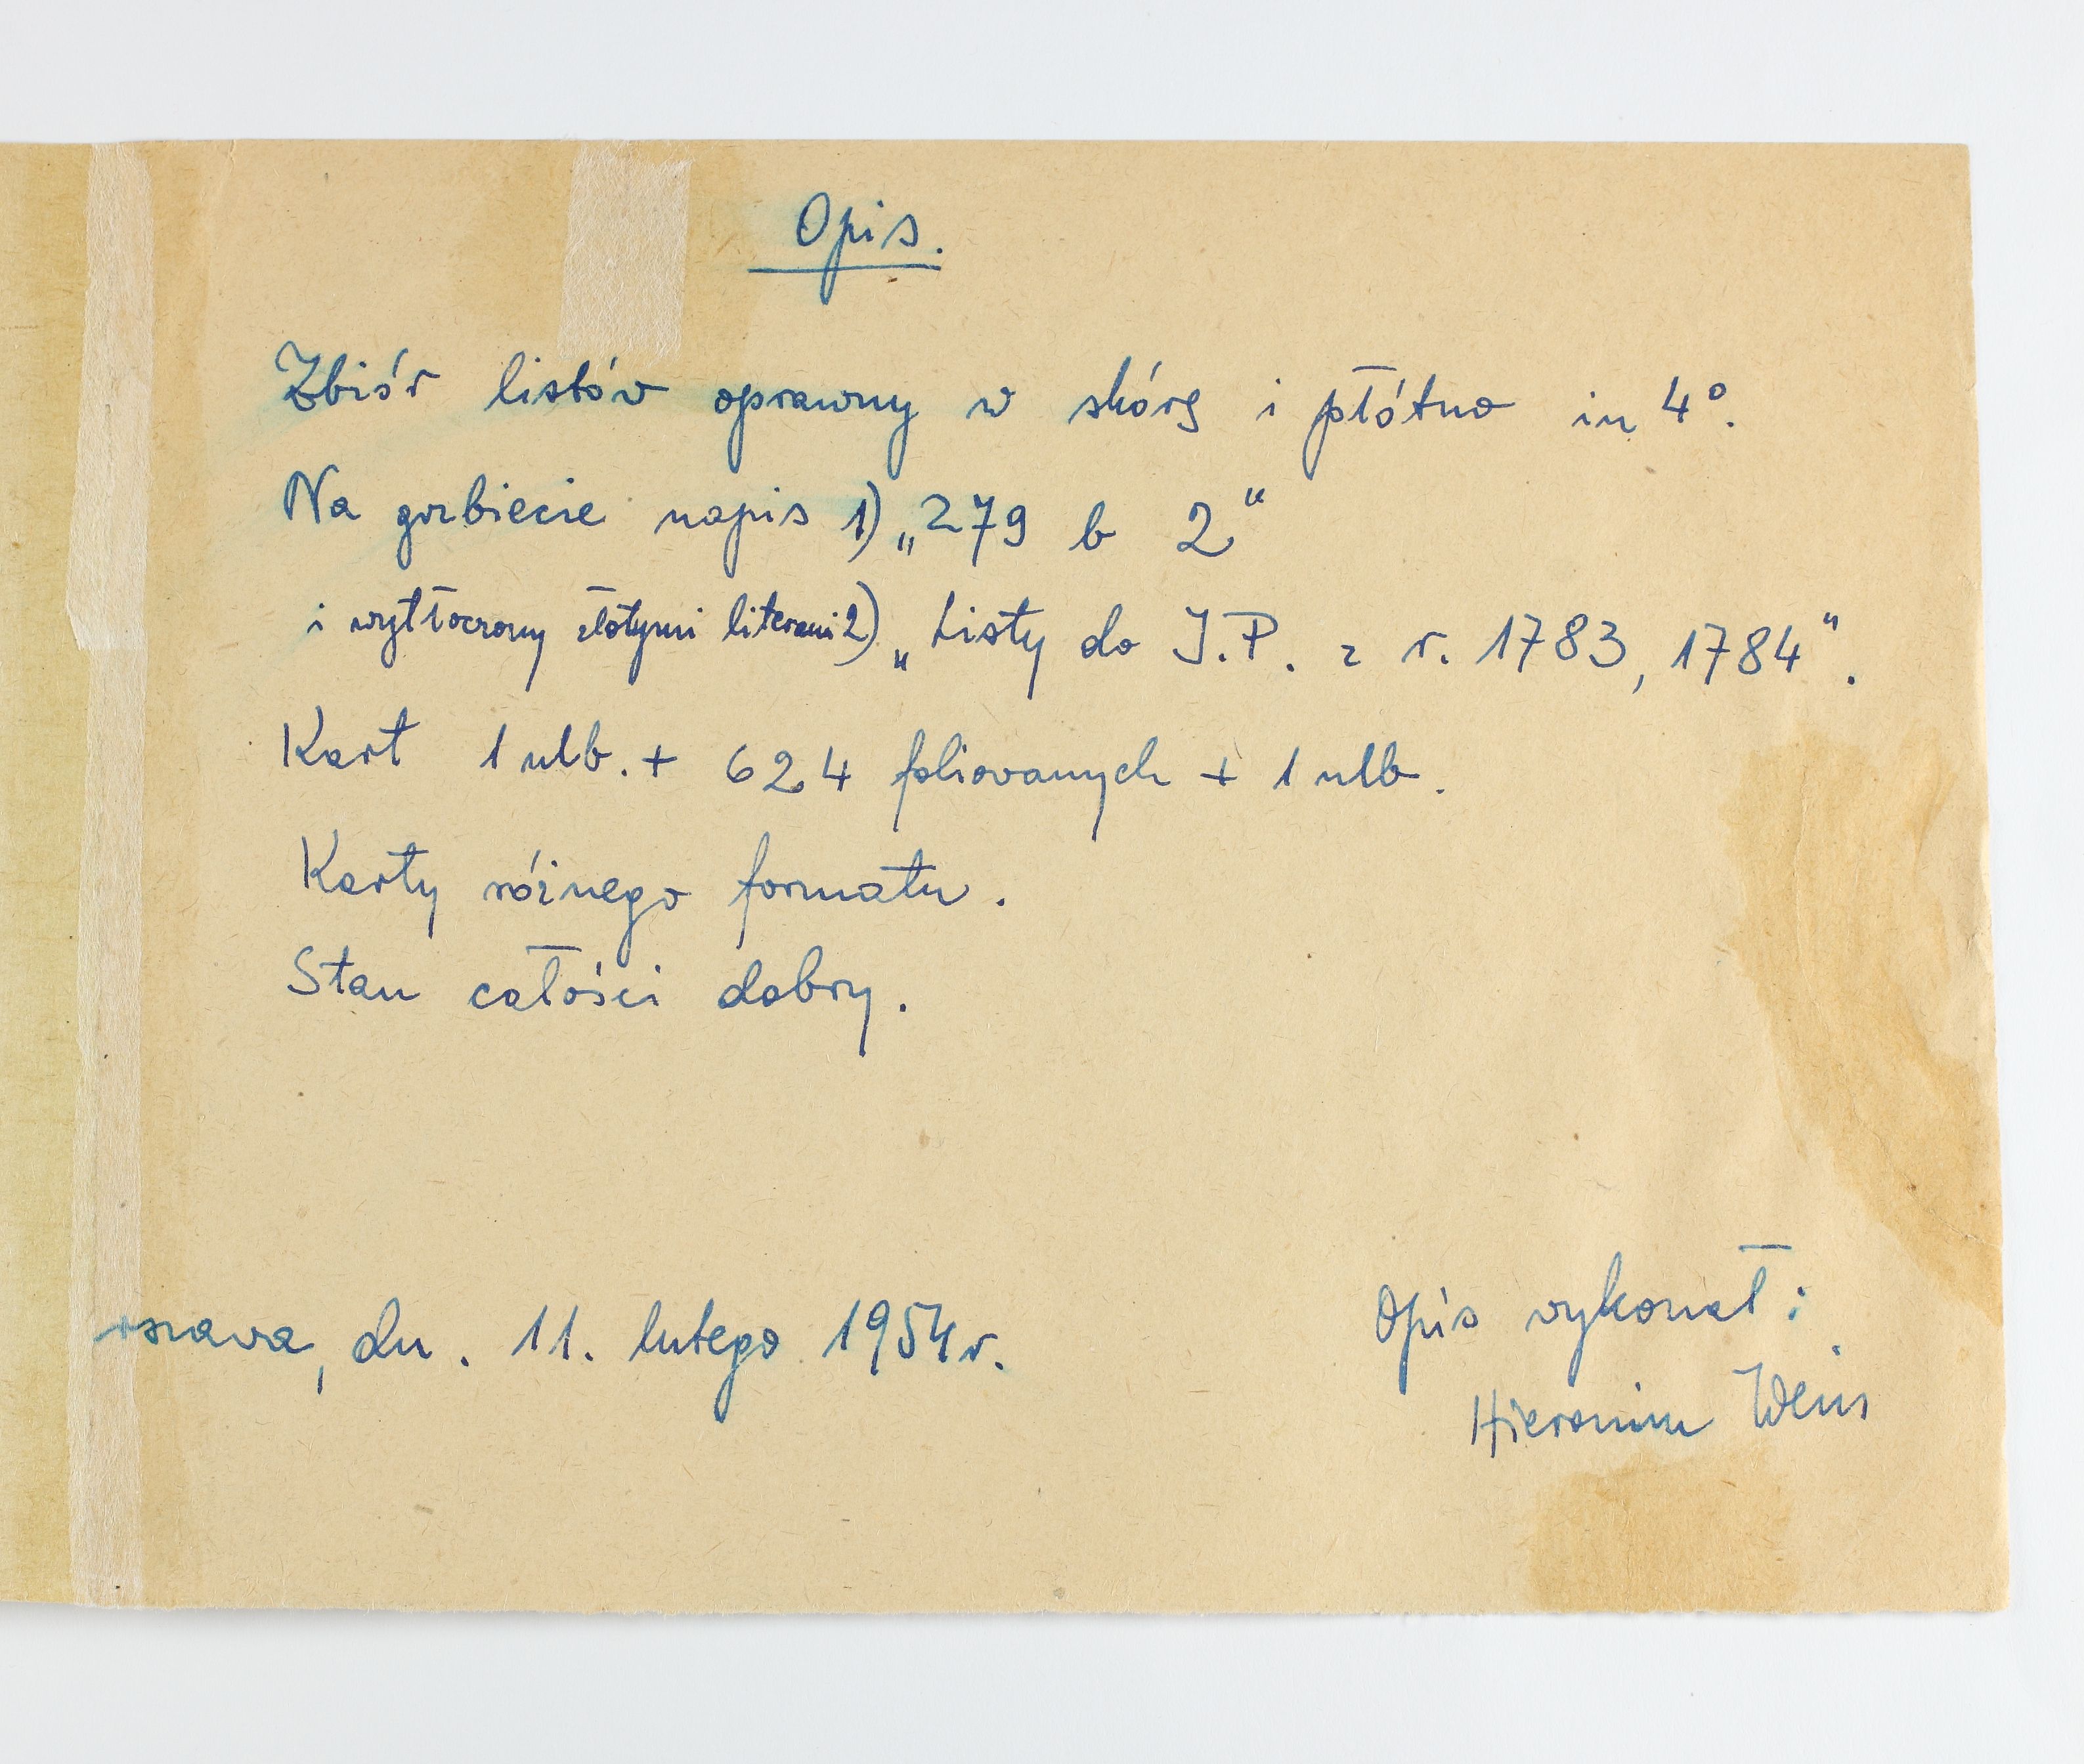 Opis.
Zbiór listów oprawny w skórę i płótno in 4º.
Na grzbiecie napis 1) „279 b 2“
i wytłoczony złotymi literami 2) „Listy do J.P. z r. 1783, 1784“.
Kart 1 nlb. + 624 foliowanych + 1 nlb.
Karty różnego formatu.
Stan całości dobry.
rszawa, dn. 11. lutego 1954 r.
Opis wykonał:
Hieronim